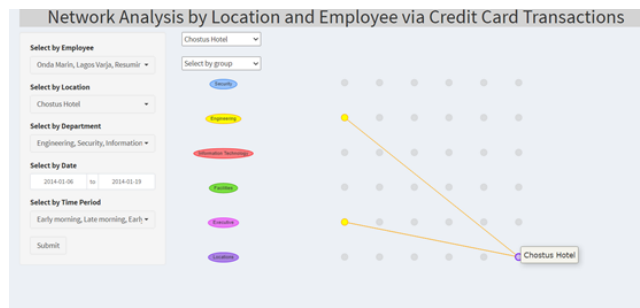 Network Analysis by Location and Employee via Credit Card Transactions
Select by Employee
Onda Marin, Lagos Varja, Resumir
Select by Location
Chostus Hotel
Select by Department
Engineering, Security, Information
Select by Date
2014-01-06 to 2014-01-19
Select by Time Period
Early morning, Late morning, Early
Submit
Chostus Hotel
Select by group
Security
Engineering
Information Technology
Facilities
Executive
Locations
Chostus Hotel